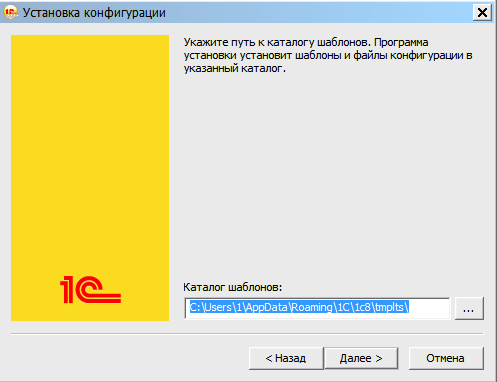 Установка конфигурации
Укажите путь к каталогу шаблонов. Программа
установки установит шаблоны и файлы конфигурации в
указанный каталог.
1С
Каталог шаблонов:
C:\Users\1\AppData\Roaming\1C\1c8\tmplts\
...
< Назад
Далее >
Отмена